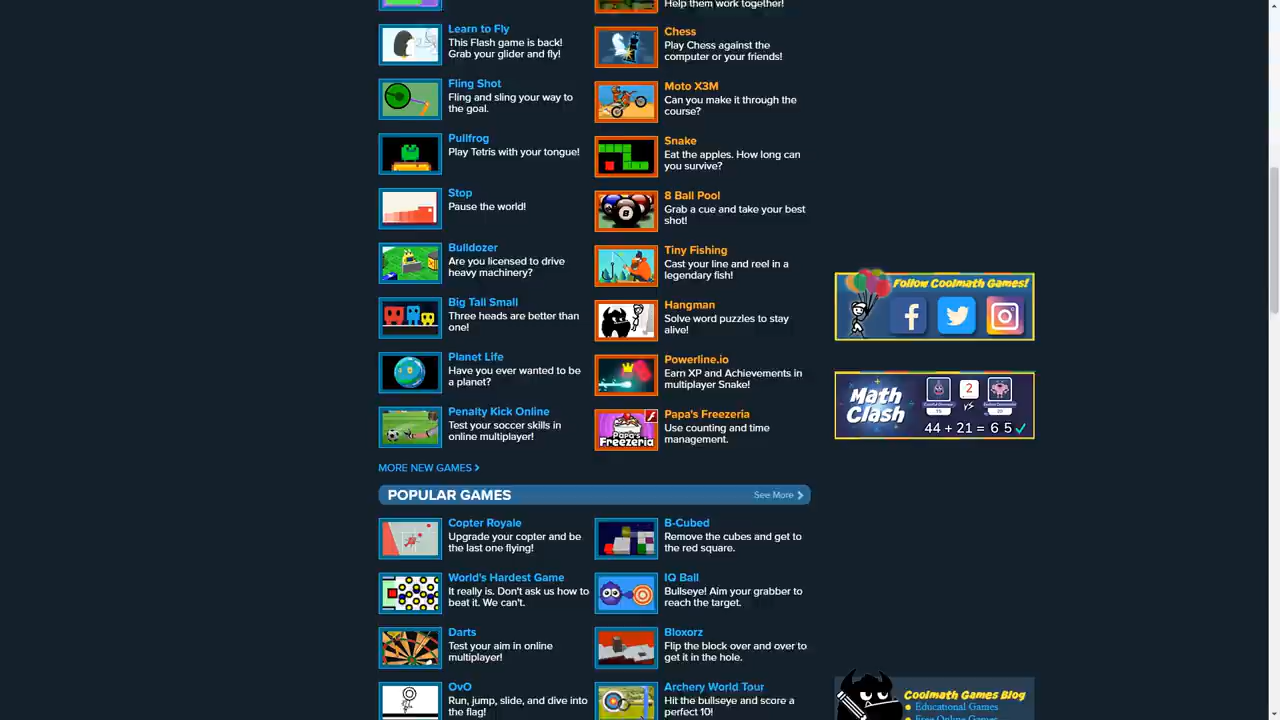 Help them work together!
Learn to Fly
This Flash game is back!
Grab your glider and fly!
Chess
Play Chess against the
computer or your friends!
Fling Shot
Fling and sling your way to
the goal.
Moto X3M
Can you make it through the
course?
Pullfrog
Play Tetris with your tongue!
Snake
Eat the apples. How long can
you survive?
Stop
Pause the world!
8 Ball Pool
Grab a cue and take your best
shot!
8
Bulldozer
Are you licensed to drive
heavy machinery?
Tiny Fishing
Cast your line and reel in a
legendary fish!
Big Tall Small
Three heads are better than
one!
Hangman
Solve word puzzles to stay
alive!
Planet Life
Have you ever wanted to be
a planet?
Powerline.io
Earn XP and Achievements in
multiplayer Snake!
Penalty Kick Online
Test your soccer skills in
online multiplayer!
Papa's Freezeria
Use counting and time
management.
PAPA'S
Freezeria
MORE NEW GAMES
POPULAR GAMES
See More
Copter Royale
Upgrade your copter and be
the last one flying!
B-Cubed
Remove the cubes and get to
the red square.
World's Hardest Game
It really is. Don't ask us how to
beat it. We can't.
IQ Ball
Bullseye! Aim your grabber to
reach the target.
Darts
Test your aim in online
multiplayer!
Bloxorz
Flip the block over and over to
get it in the hole.
OvO
Run, jump, slide, and dive into
the flag!
Archery World Tour
Hit the bullseye and score a
perfect 10!
Follow Coolmath Games!
Math
Clash
2
VS
44 + 21 = 6 5
Coolmath Games Blog
Educational Games
Free Online Games